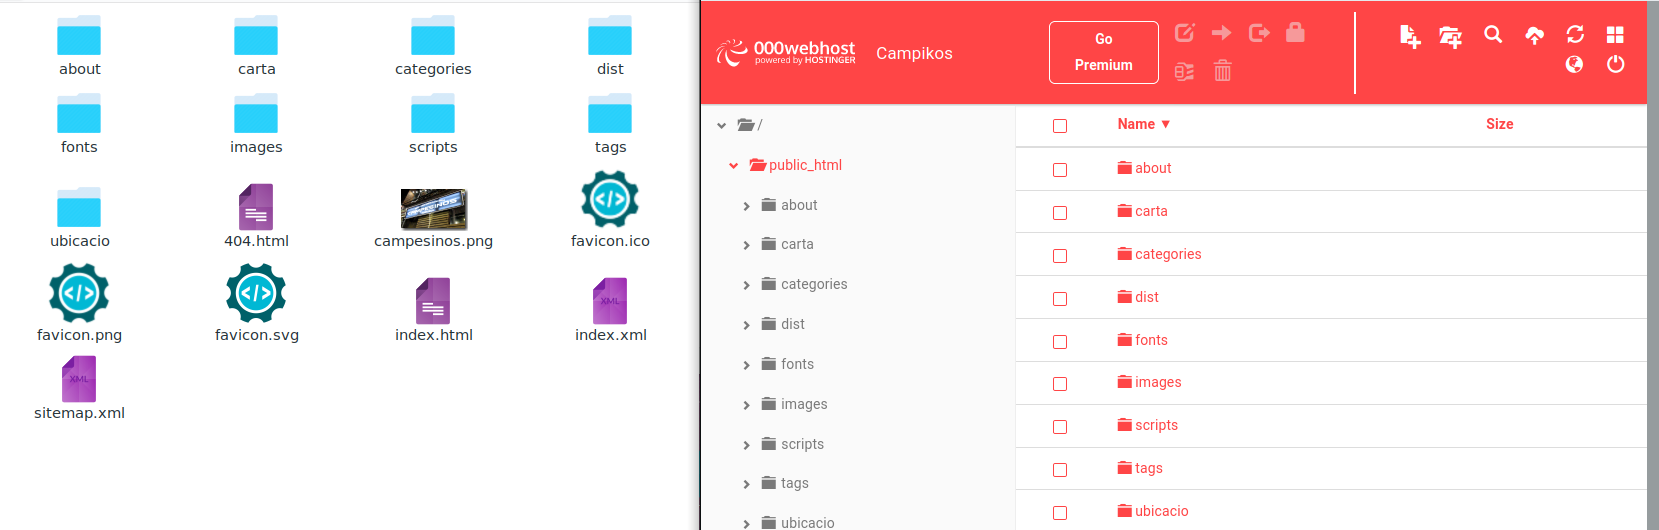 about carta categories dist
fonts images scripts tags
ubicacio 404.html campesinos.png favicon.ico
favicon.png favicon.svg index.html index.xml
sitemap.xml
000webhost
powered by HOSTINGER
Campikos
Go
Premium
/
public_html
about
carta
categories
dist
fonts
images
scripts
tags
ubicacio
Name ▼ Size
about
carta
categories
dist
fonts
images
scripts
tags
ubicacio
XML
XML